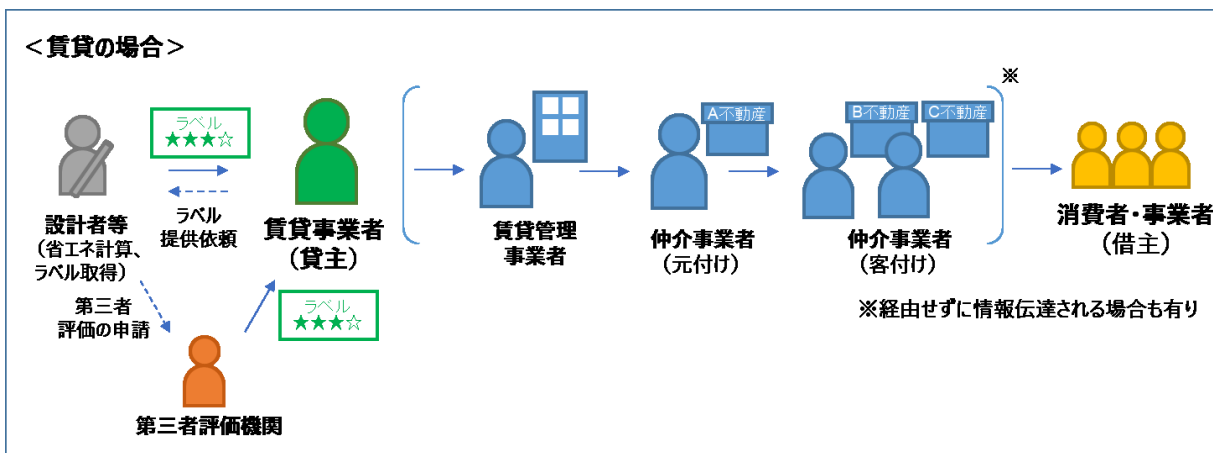 <賃貸の場合>
※
ラベル
★★★☆
A不動産
B不動産
C不動産
設計者等
(省エネ計算、
ラベル取得)
ラベル
提供依頼
賃貸事業者
(貸主)
賃貸管理
事業者
仲介事業者
(元付け)
仲介事業者
(客付け)
消費者・事業者
(借主)
第三者
評価の申請
ラベル
★★★☆
※経由せずに情報伝達される場合も有り
第三者評価機関